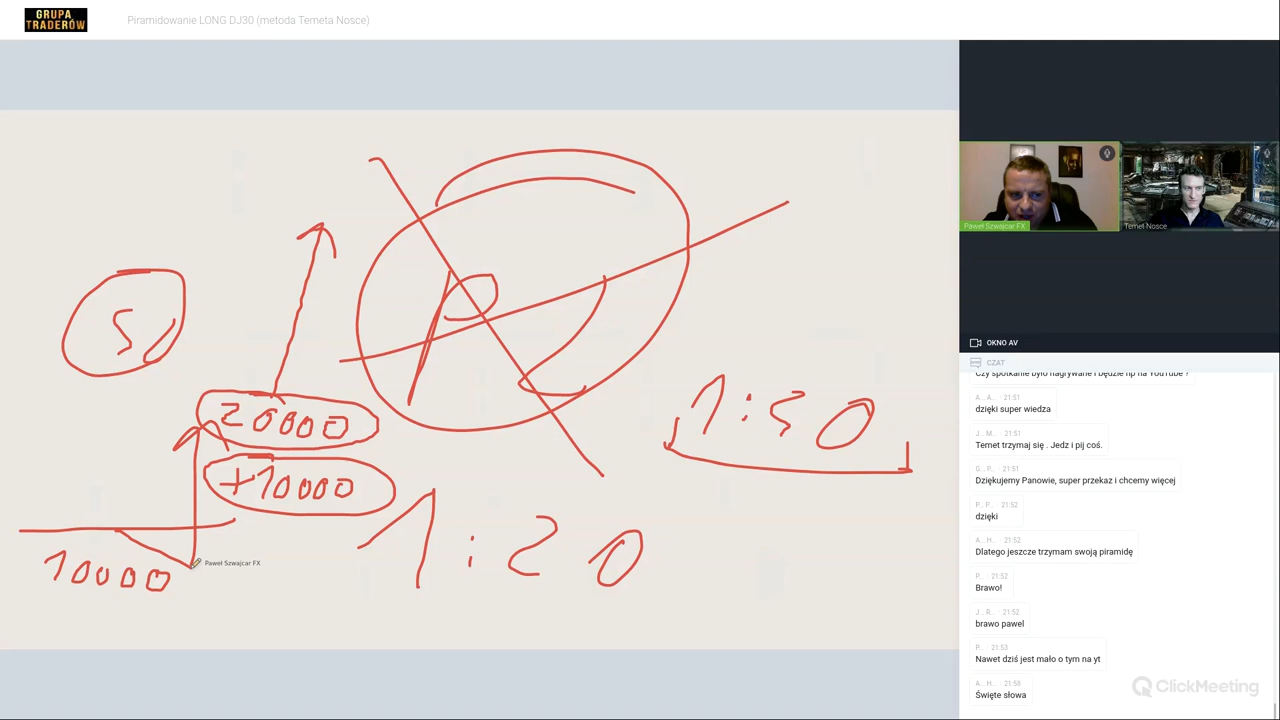 GRUPA
TRADERÓW
Piramidowanie LONG DJ30 (metoda Temeta Nosce)
20000
+10000
10000
1:20
Paweł Szwajcar FX
Paweł Szwajcar FX
Temet Nosce
OKNO AV
CZAT
Czy spotkanie było nagrywane i będzie np na YouTube ?
A... A... · 21:51
dzięki super wiedza
J... M... · 21:51
Temet trzymaj się . Jedz i pij coś.
G... P... · 21:51
Dziękujemy Panowie, super przekaz i chcemy więcej
P... P... · 21:52
dzięki
A... H... · 21:52
Dlatego jeszcze trzymam swoją piramidę
P... · 21:52
Brawo!
J... R... · 21:52
brawo pawel
P... · 21:53
Nawet dziś jest mało o tym na yt
A... H... · 21:58
Święte słowa
ClickMeeting